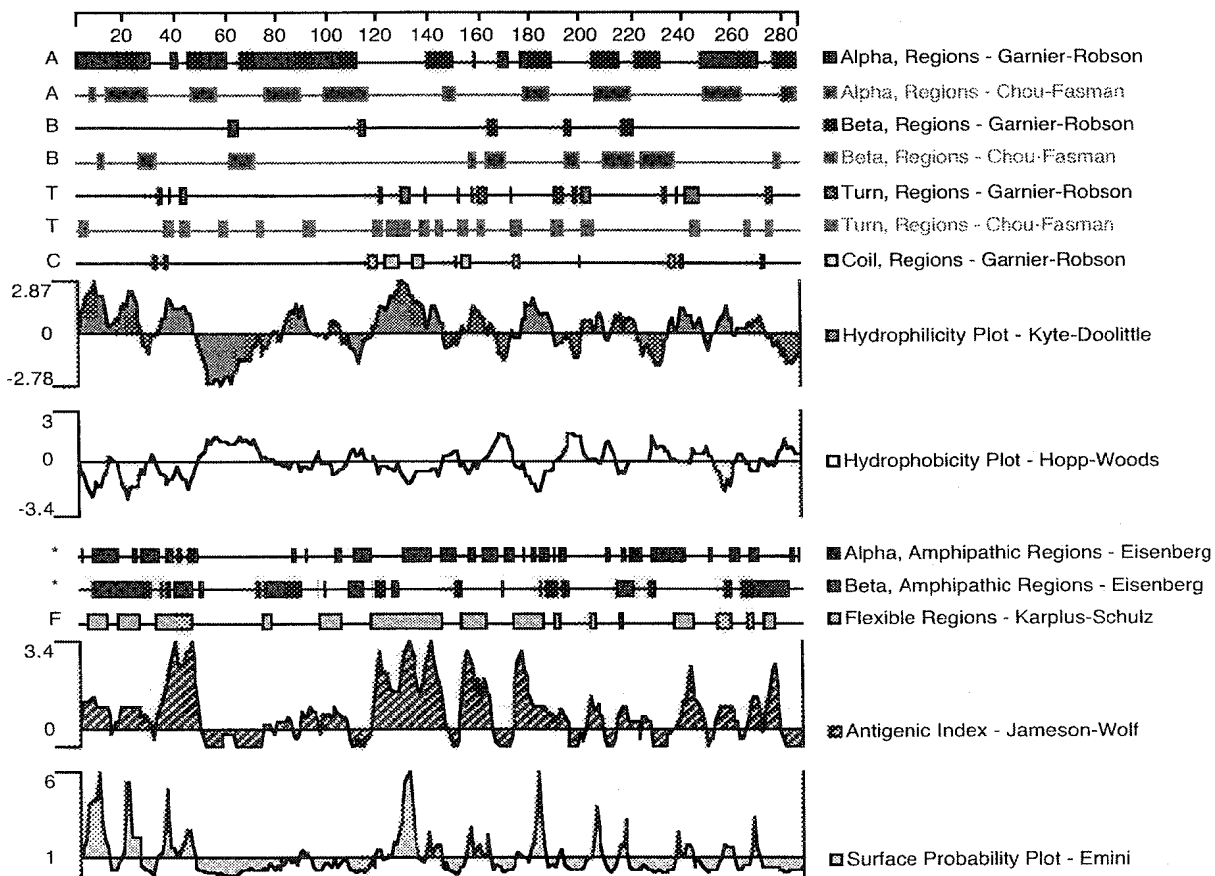 20 40 60 80 100 120 140 160 180 200 220 240 260 280
A Alpha, Regions - Garnier-Robson
A Alpha, Regions - Chou-Fasman
B Beta, Regions - Garnier-Robson
B Beta, Regions - Chou-Fasman
T Turn, Regions - Garnier-Robson
T Turn, Regions - Chou-Fasman
C Coil, Regions - Garnier-Robson
2.87
0 Hydrophilicity Plot - Kyte-Doolittle
-2.78
3
0 Hydrophobicity Plot - Hopp-Woods
-3.4
* Alpha, Amphipathic Regions - Eisenberg
* Beta, Amphipathic Regions - Eisenberg
F Flexible Regions - Karplus-Schulz
3.4
0 Antigenic Index - Jameson-Wolf
6
1 Surface Probability Plot - Emini